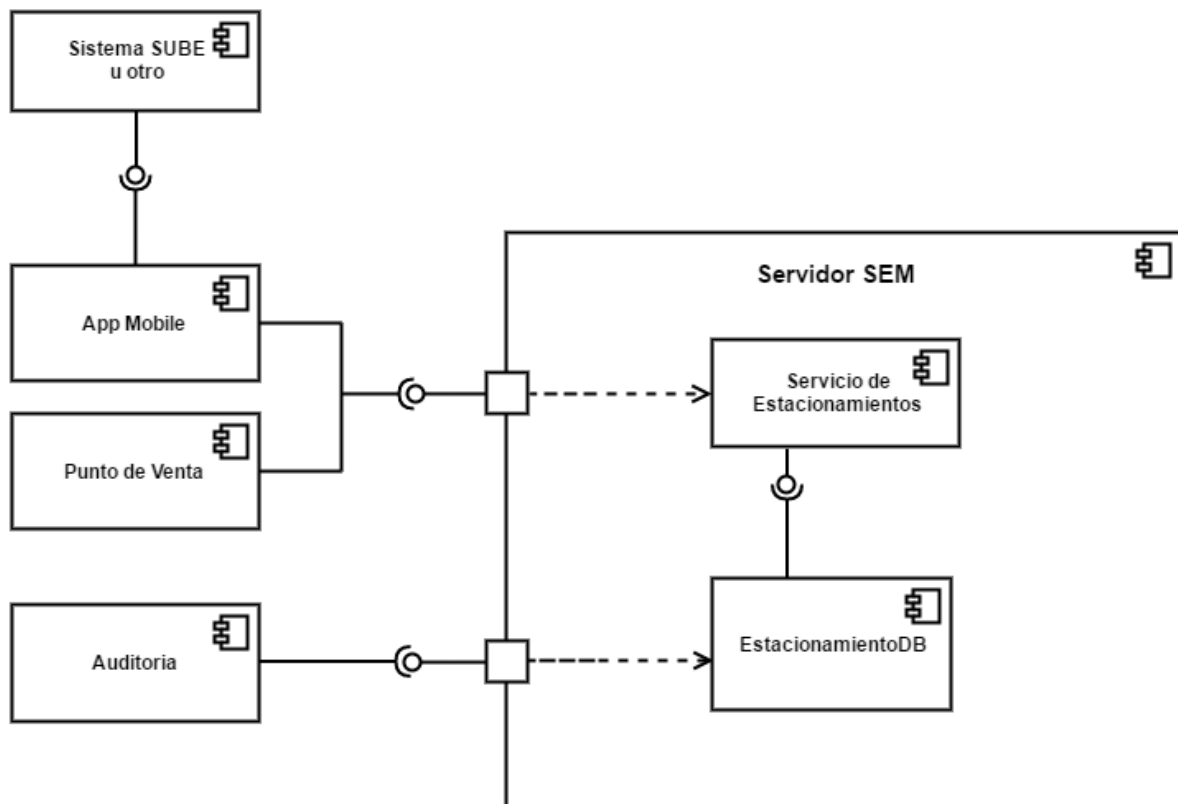 Sistema SUBE
u otro
App Mobile
Punto de Venta
Auditoria
Servidor SEM
Servicio de
Estacionamientos
EstacionamientoDB